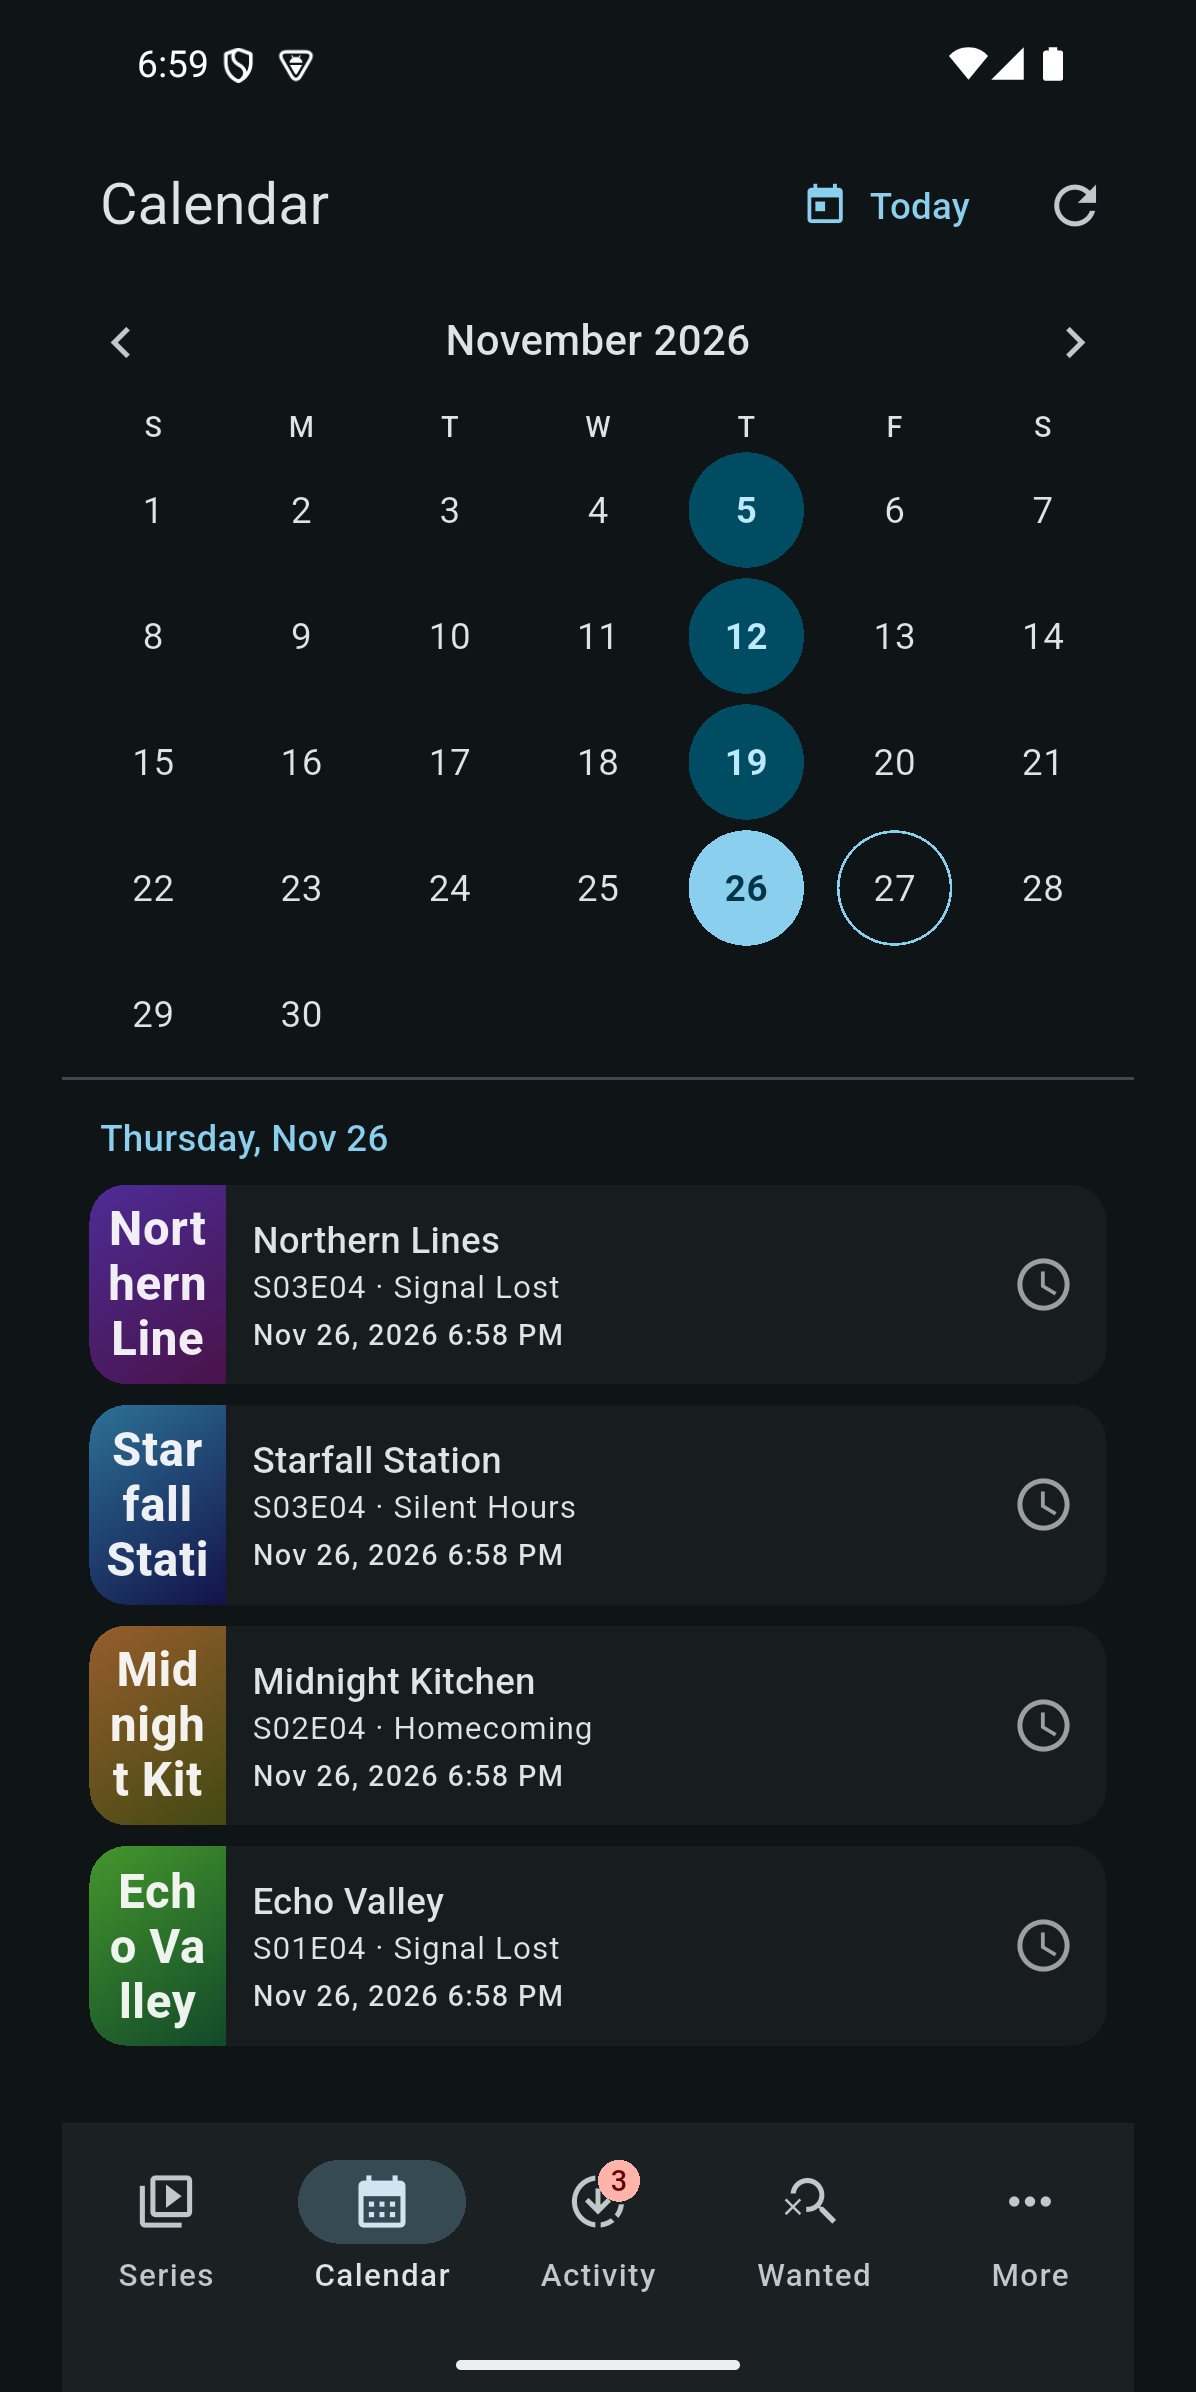 6:59
Calendar
Today
November 2026
S M T W T F S
1 2 3 4 5 6 7
8 9 10 11 12 13 14
15 16 17 18 19 20 21
22 23 24 25 26 27 28
29 30
Thursday, Nov 26
Nort
hern
Line
Northern Lines
S03E04 · Signal Lost
Nov 26, 2026 6:58 PM
Star
fall
Stati
Starfall Station
S03E04 · Silent Hours
Nov 26, 2026 6:58 PM
Mid
nigh
t Kit
Midnight Kitchen
S02E04 · Homecoming
Nov 26, 2026 6:58 PM
Ech
o Va
lley
Echo Valley
S01E04 · Signal Lost
Nov 26, 2026 6:58 PM
3
Series Calendar Activity Wanted More